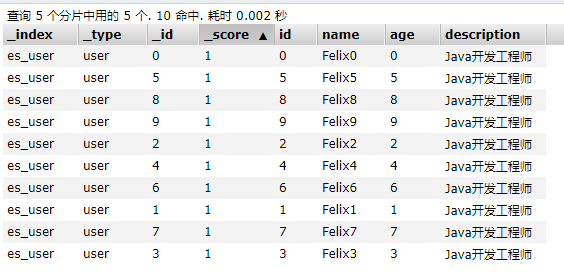 查询 5 个分片中用的 5 个. 10 命中. 耗时 0.002 秒
_index _type _id _score ▲ id name age description
es_user user 0 1 0 Felix0 0 Java开发工程师
es_user user 5 1 5 Felix5 5 Java开发工程师
es_user user 8 1 8 Felix8 8 Java开发工程师
es_user user 9 1 9 Felix9 9 Java开发工程师
es_user user 2 1 2 Felix2 2 Java开发工程师
es_user user 4 1 4 Felix4 4 Java开发工程师
es_user user 6 1 6 Felix6 6 Java开发工程师
es_user user 1 1 1 Felix1 1 Java开发工程师
es_user user 7 1 7 Felix7 7 Java开发工程师
es_user user 3 1 3 Felix3 3 Java开发工程师